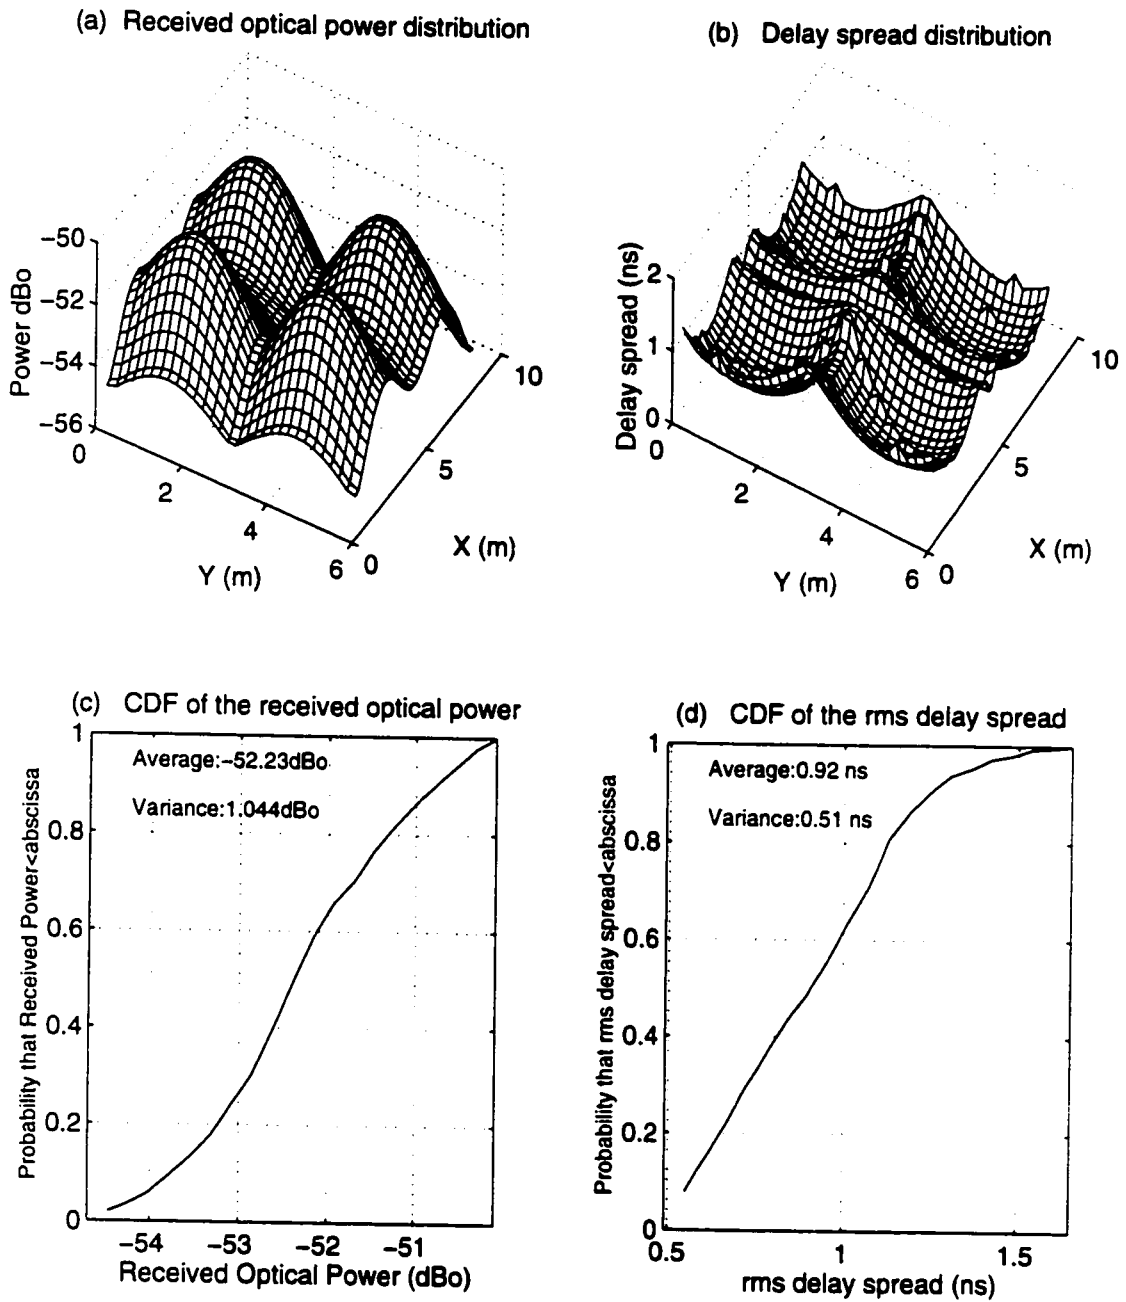 (a) Received optical power distribution
Power dBo
-50
-52
-54
-56
0
2
4
6
Y (m)
0
5
10
X (m)
(b) Delay spread distribution
Delay spread (ns)
2
1
0
0
2
4
6
Y (m)
0
5
10
X (m)
(c) CDF of the received optical power
Probability that Received Power<abscissa
1
0.8
0.6
0.4
0.2
0
Average:-52.23dBo
Variance:1.044dBo
-54
-53
-52
-51
Received Optical Power (dBo)
(d) CDF of the rms delay spread
Probability that rms delay spread<abscissa
1
0.8
0.6
0.4
0.2
0
Average:0.92 ns
Variance:0.51 ns
0.5
1
1.5
rms delay spread (ns)